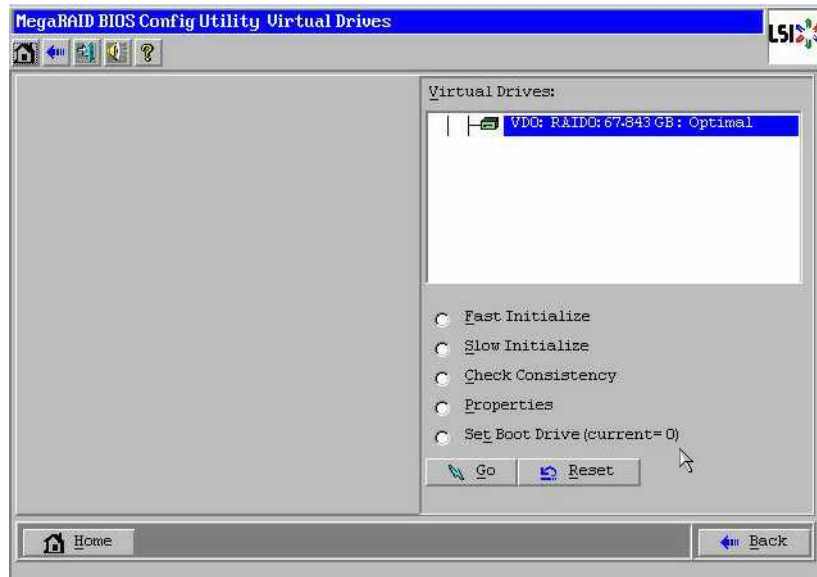 MegaRAID BIOS Config Utility Virtual Drives
LSI
?
Virtual Drives:
VD0: RAID0: 67.843 GB: Optimal
Fast Initialize
Slow Initialize
Check Consistency
Properties
Set Boot Drive (current= 0)
Go
Reset
Home
Back